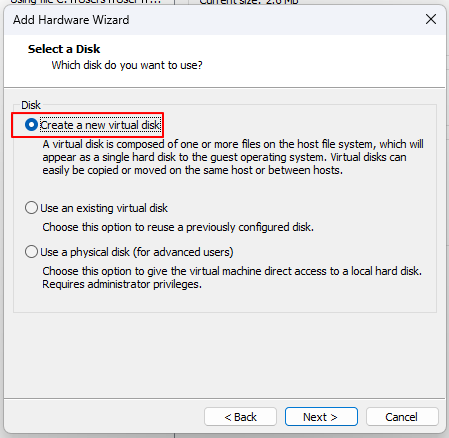 Current size: 2.6 MB
Add Hardware Wizard
Select a Disk
Which disk do you want to use?
Disk
Create a new virtual disk
A virtual disk is composed of one or more files on the host file system, which will
appear as a single hard disk to the guest operating system. Virtual disks can
easily be copied or moved on the same host or between hosts.
Use an existing virtual disk
Choose this option to reuse a previously configured disk.
Use a physical disk (for advanced users)
Choose this option to give the virtual machine direct access to a local hard disk.
Requires administrator privileges.
< Back
Next >
Cancel